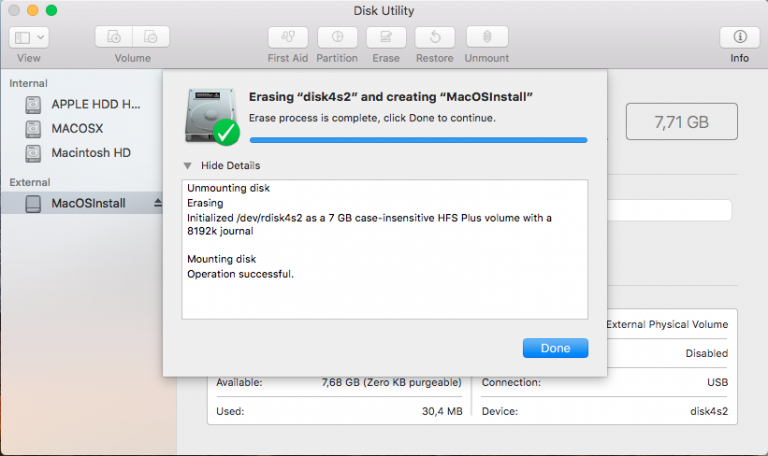 Disk Utility
View
Volume
First Aid
Partition
Erase
Restore
Unmount
Info
Internal
APPLE HDD H...
MACOSX
Macintosh HD
External
MacOSInstall
Erasing “disk4s2” and creating “MacOSInstall”
Erase process is complete, click Done to continue.
Hide Details
Unmounting disk
Erasing
Initialized /dev/rdisk4s2 as a 7 GB case-insensitive HFS Plus volume with a
8192k journal
Mounting disk
Operation successful.
Done
7,71 GB
External Physical Volume
Disabled
Available:
7,68 GB (Zero KB purgeable)
Connection:
USB
Used:
30,4 MB
Device:
disk4s2